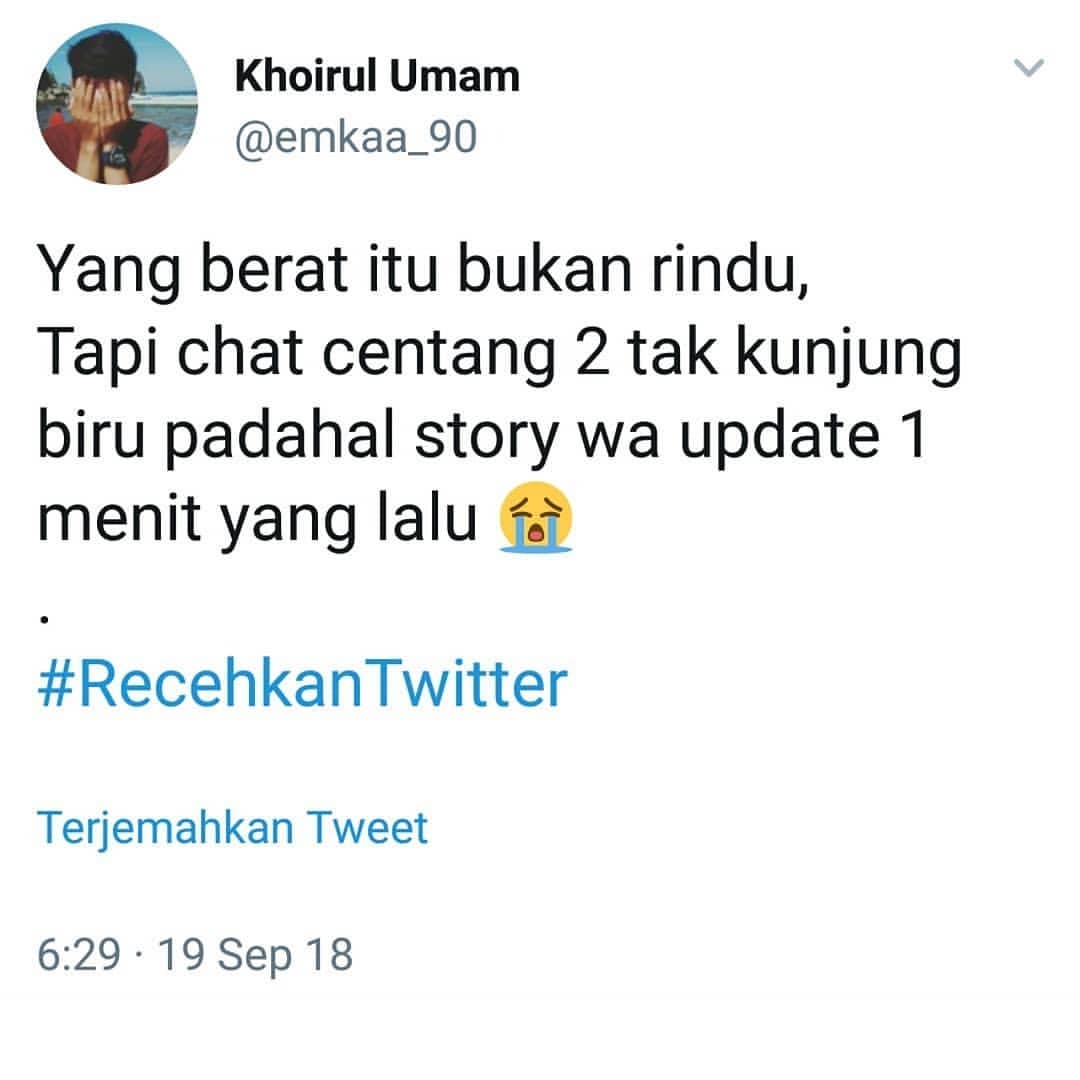 Khoirul Umam
@emkaa_90
Yang berat itu bukan rindu,
Tapi chat centang 2 tak kunjung
biru padahal story wa update 1
menit yang lalu 😭
.
#RecehkanTwitter
Terjemahkan Tweet
6:29 · 19 Sep 18